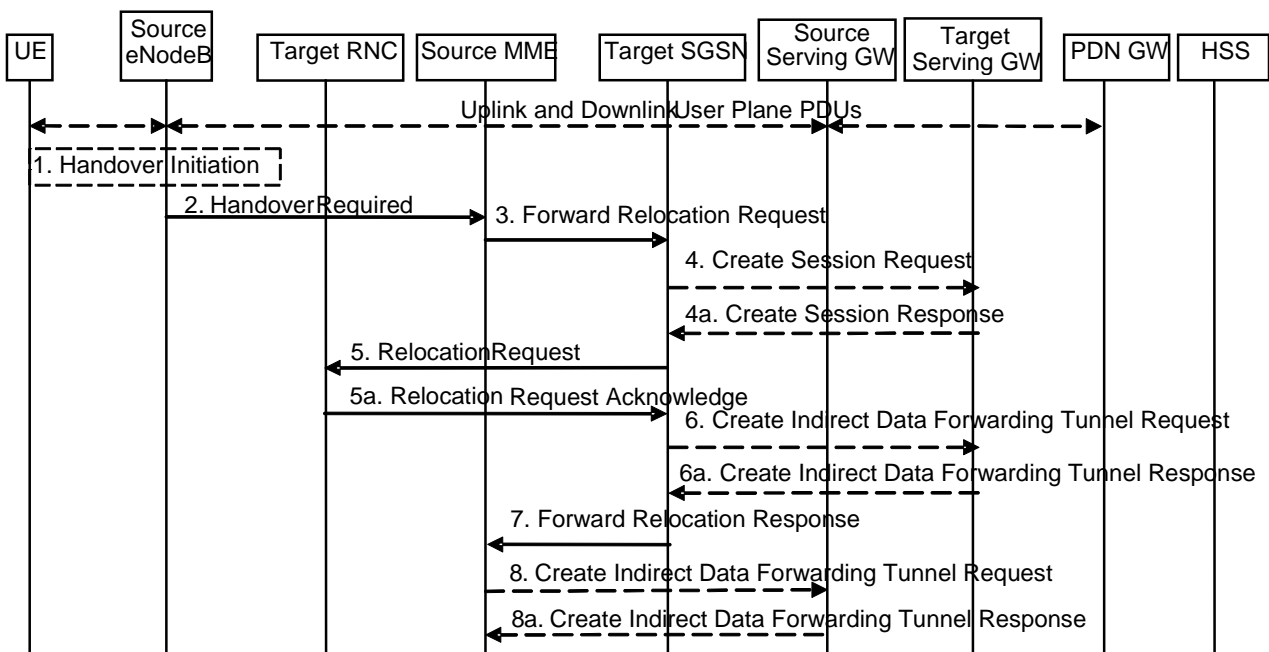 UE
Source
eNodeB
Target RNC
Source MME
Target SGSN
Source
Serving GW
Target
Serving GW
PDN GW
HSS
Uplink and Downlink User Plane PDUs
1. Handover Initiation
2. Handover Required
3. Forward Relocation Request
4. Create Session Request
4a. Create Session Response
5. Relocation Request
5a. Relocation Request Acknowledge
6. Create Indirect Data Forwarding Tunnel Request
6a. Create Indirect Data Forwarding Tunnel Response
7. Forward Relocation Response
8. Create Indirect Data Forwarding Tunnel Request
8a. Create Indirect Data Forwarding Tunnel Response